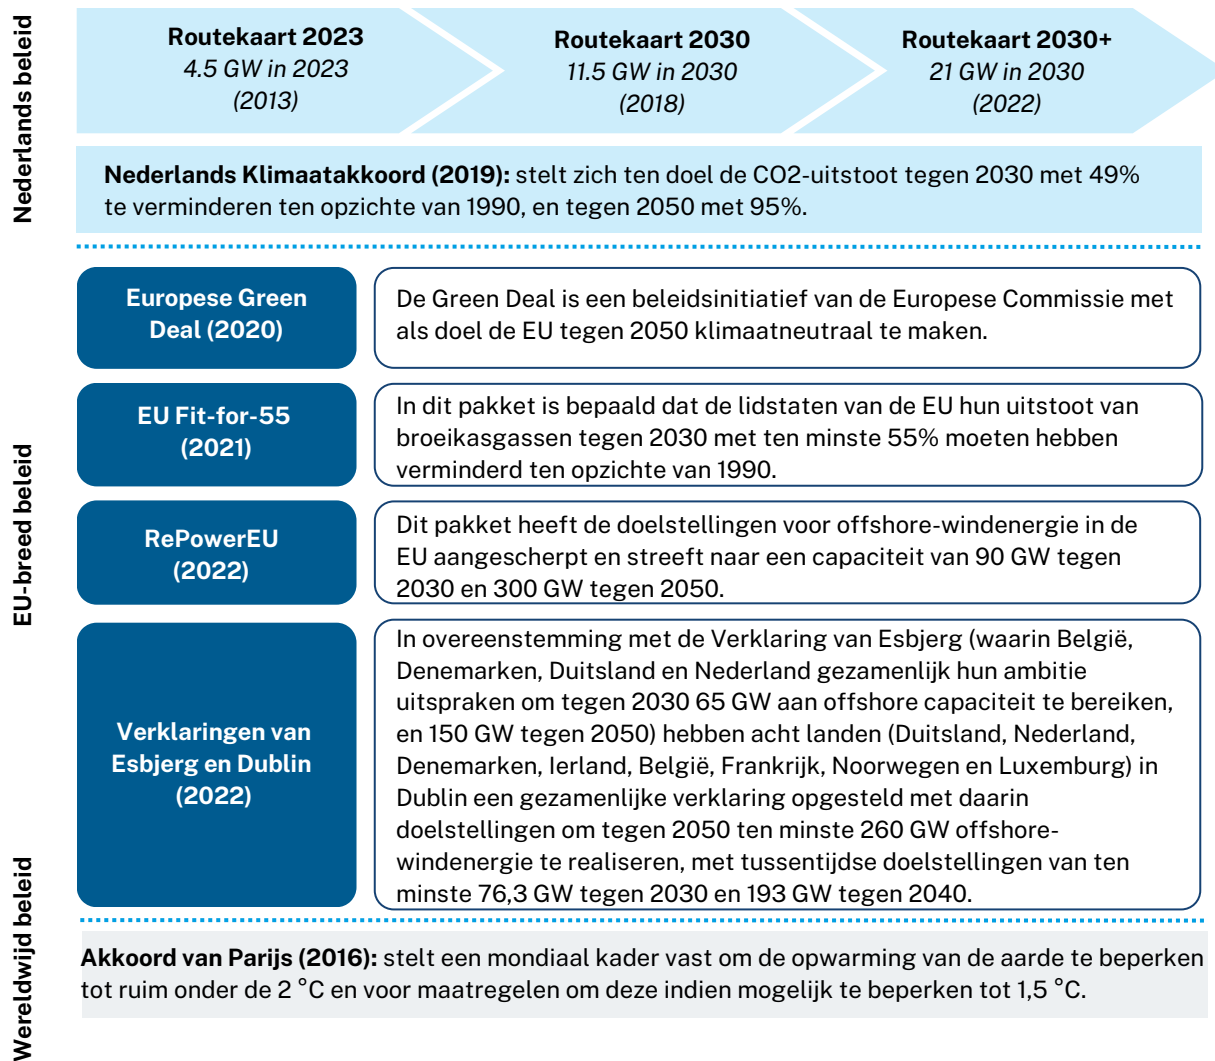 Nederlands beleid
Routekaart 2023
4.5 GW in 2023
(2013)
Routekaart 2030
11.5 GW in 2030
(2018)
Routekaart 2030+
21 GW in 2030
(2022)
Nederlands Klimaatakkoord (2019): stelt zich ten doel de CO2-uitstoot tegen 2030 met 49%
te verminderen ten opzichte van 1990, en tegen 2050 met 95%.
EU-breed beleid
Europese Green
Deal (2020)
De Green Deal is een beleidsinitiatief van de Europese Commissie met
als doel de EU tegen 2050 klimaatneutraal te maken.
EU Fit-for-55
(2021)
In dit pakket is bepaald dat de lidstaten van de EU hun uitstoot van
broeikasgassen tegen 2030 met ten minste 55% moeten hebben
verminderd ten opzichte van 1990.
RePowerEU
(2022)
Dit pakket heeft de doelstellingen voor offshore-windenergie in de
EU aangescherpt en streeft naar een capaciteit van 90 GW tegen
2030 en 300 GW tegen 2050.
Verklaringen van
Esbjerg en Dublin
(2022)
In overeenstemming met de Verklaring van Esbjerg (waarin België,
Denemarken, Duitsland en Nederland gezamenlijk hun ambitie
uitspraken om tegen 2030 65 GW aan offshore capaciteit te bereiken,
en 150 GW tegen 2050) hebben acht landen (Duitsland, Nederland,
Denemarken, Ierland, België, Frankrijk, Noorwegen en Luxemburg) in
Dublin een gezamenlijke verklaring opgesteld met daarin
doelstellingen om tegen 2050 ten minste 260 GW offshore-
windenergie te realiseren, met tussentijdse doelstellingen van ten
minste 76,3 GW tegen 2030 en 193 GW tegen 2040.
Wereldwijd beleid
Akkoord van Parijs (2016): stelt een mondiaal kader vast om de opwarming van de aarde te beperken
tot ruim onder de 2 °C en voor maatregelen om deze indien mogelijk te beperken tot 1,5 °C.